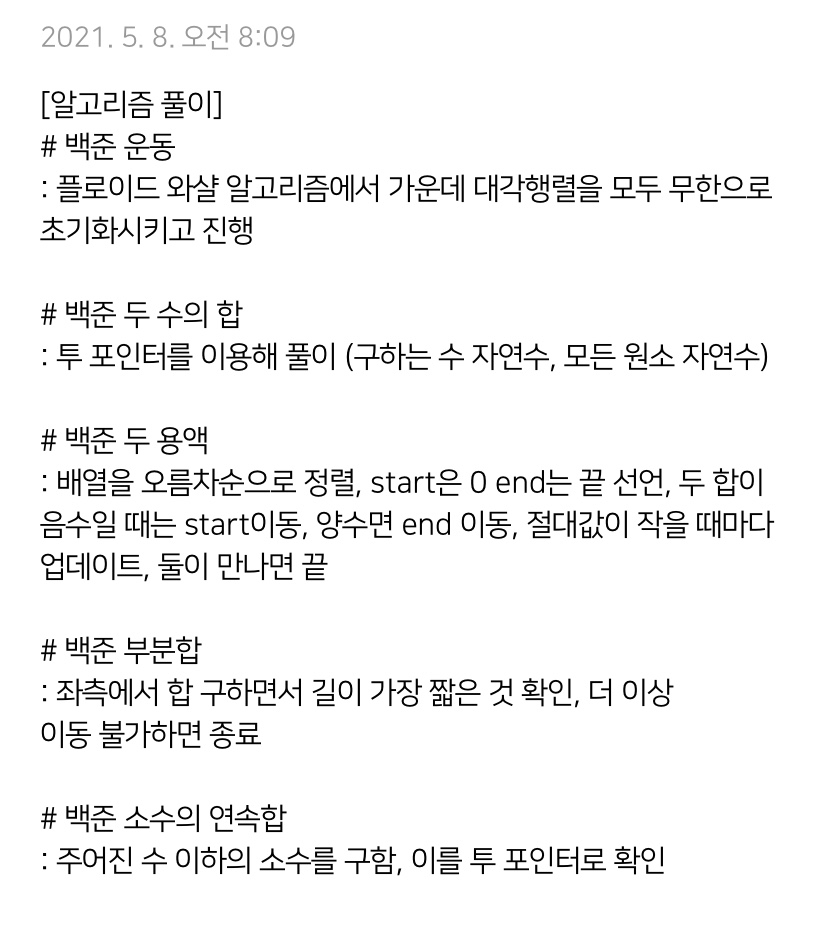 2021. 5. 8. 오전 8:09
[알고리즘 풀이]
# 백준 운동
: 플로이드 와샬 알고리즘에서 가운데 대각행렬을 모두 무한으로
초기화시키고 진행
# 백준 두 수의 합
: 투 포인터를 이용해 풀이 (구하는 수 자연수, 모든 원소 자연수)
# 백준 두 용액
: 배열을 오름차순으로 정렬, start은 0 end는 끝 선언, 두 합이
음수일 때는 start이동, 양수면 end 이동, 절대값이 작을 때마다
업데이트, 둘이 만나면 끝
# 백준 부분합
: 좌측에서 합 구하면서 길이 가장 짧은 것 확인, 더 이상
이동 불가하면 종료
# 백준 소수의 연속합
: 주어진 수 이하의 소수를 구함, 이를 투 포인터로 확인